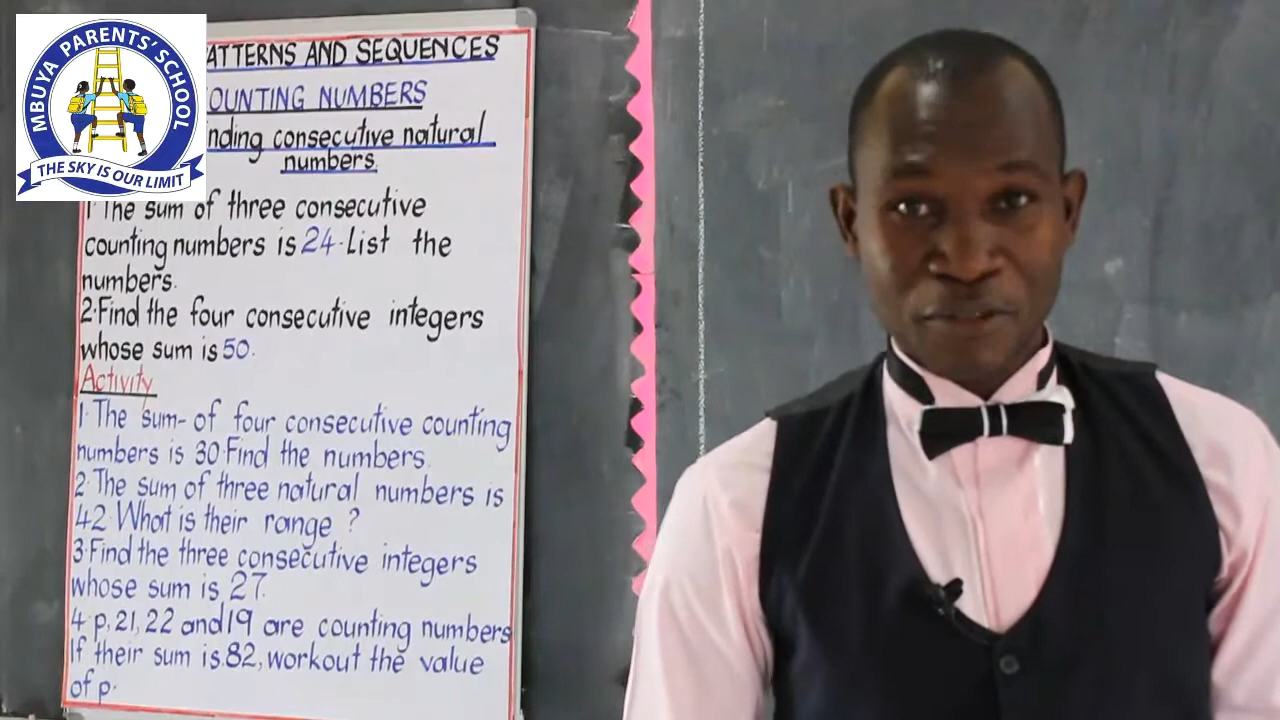 MBUYA PARENTS' SCHOOL
THE SKY IS OUR LIMIT
ATTERNS AND SEQUENCES
OUNTING NUMBERS
nding consecutive natural
numbers.
1. The sum of three consecutive
counting numbers is 24. List the
numbers.
2. Find the four consecutive integers
whose sum is 50.
Activity
1. The sum- of four consecutive counting
numbers is 30. Find the numbers.
2. The sum of three natural numbers is
42. What is their range ?
3. Find the three consecutive integers
whose sum is 27.
4. p, 21, 22 and 19 are counting numbers
If their sum is 82, workout the value
of p.